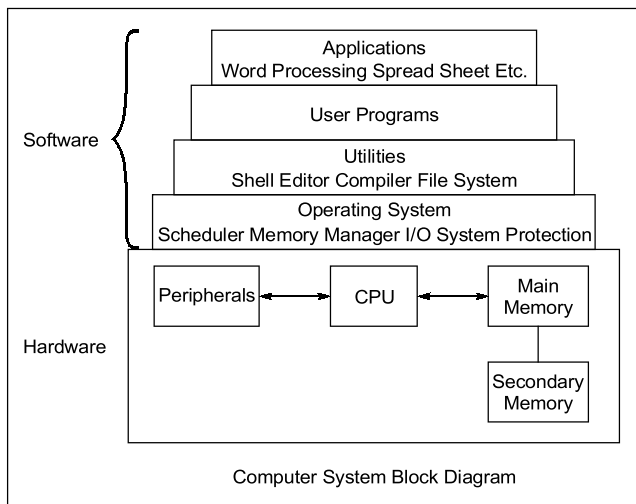 Applications
Word Processing Spread Sheet Etc.
User Programs
Software
Utilities
Shell Editor Compiler File System
Operating System
Scheduler Memory Manager I/O System Protection
Peripherals
CPU
Main
Memory
Hardware
Secondary
Memory
Computer System Block Diagram